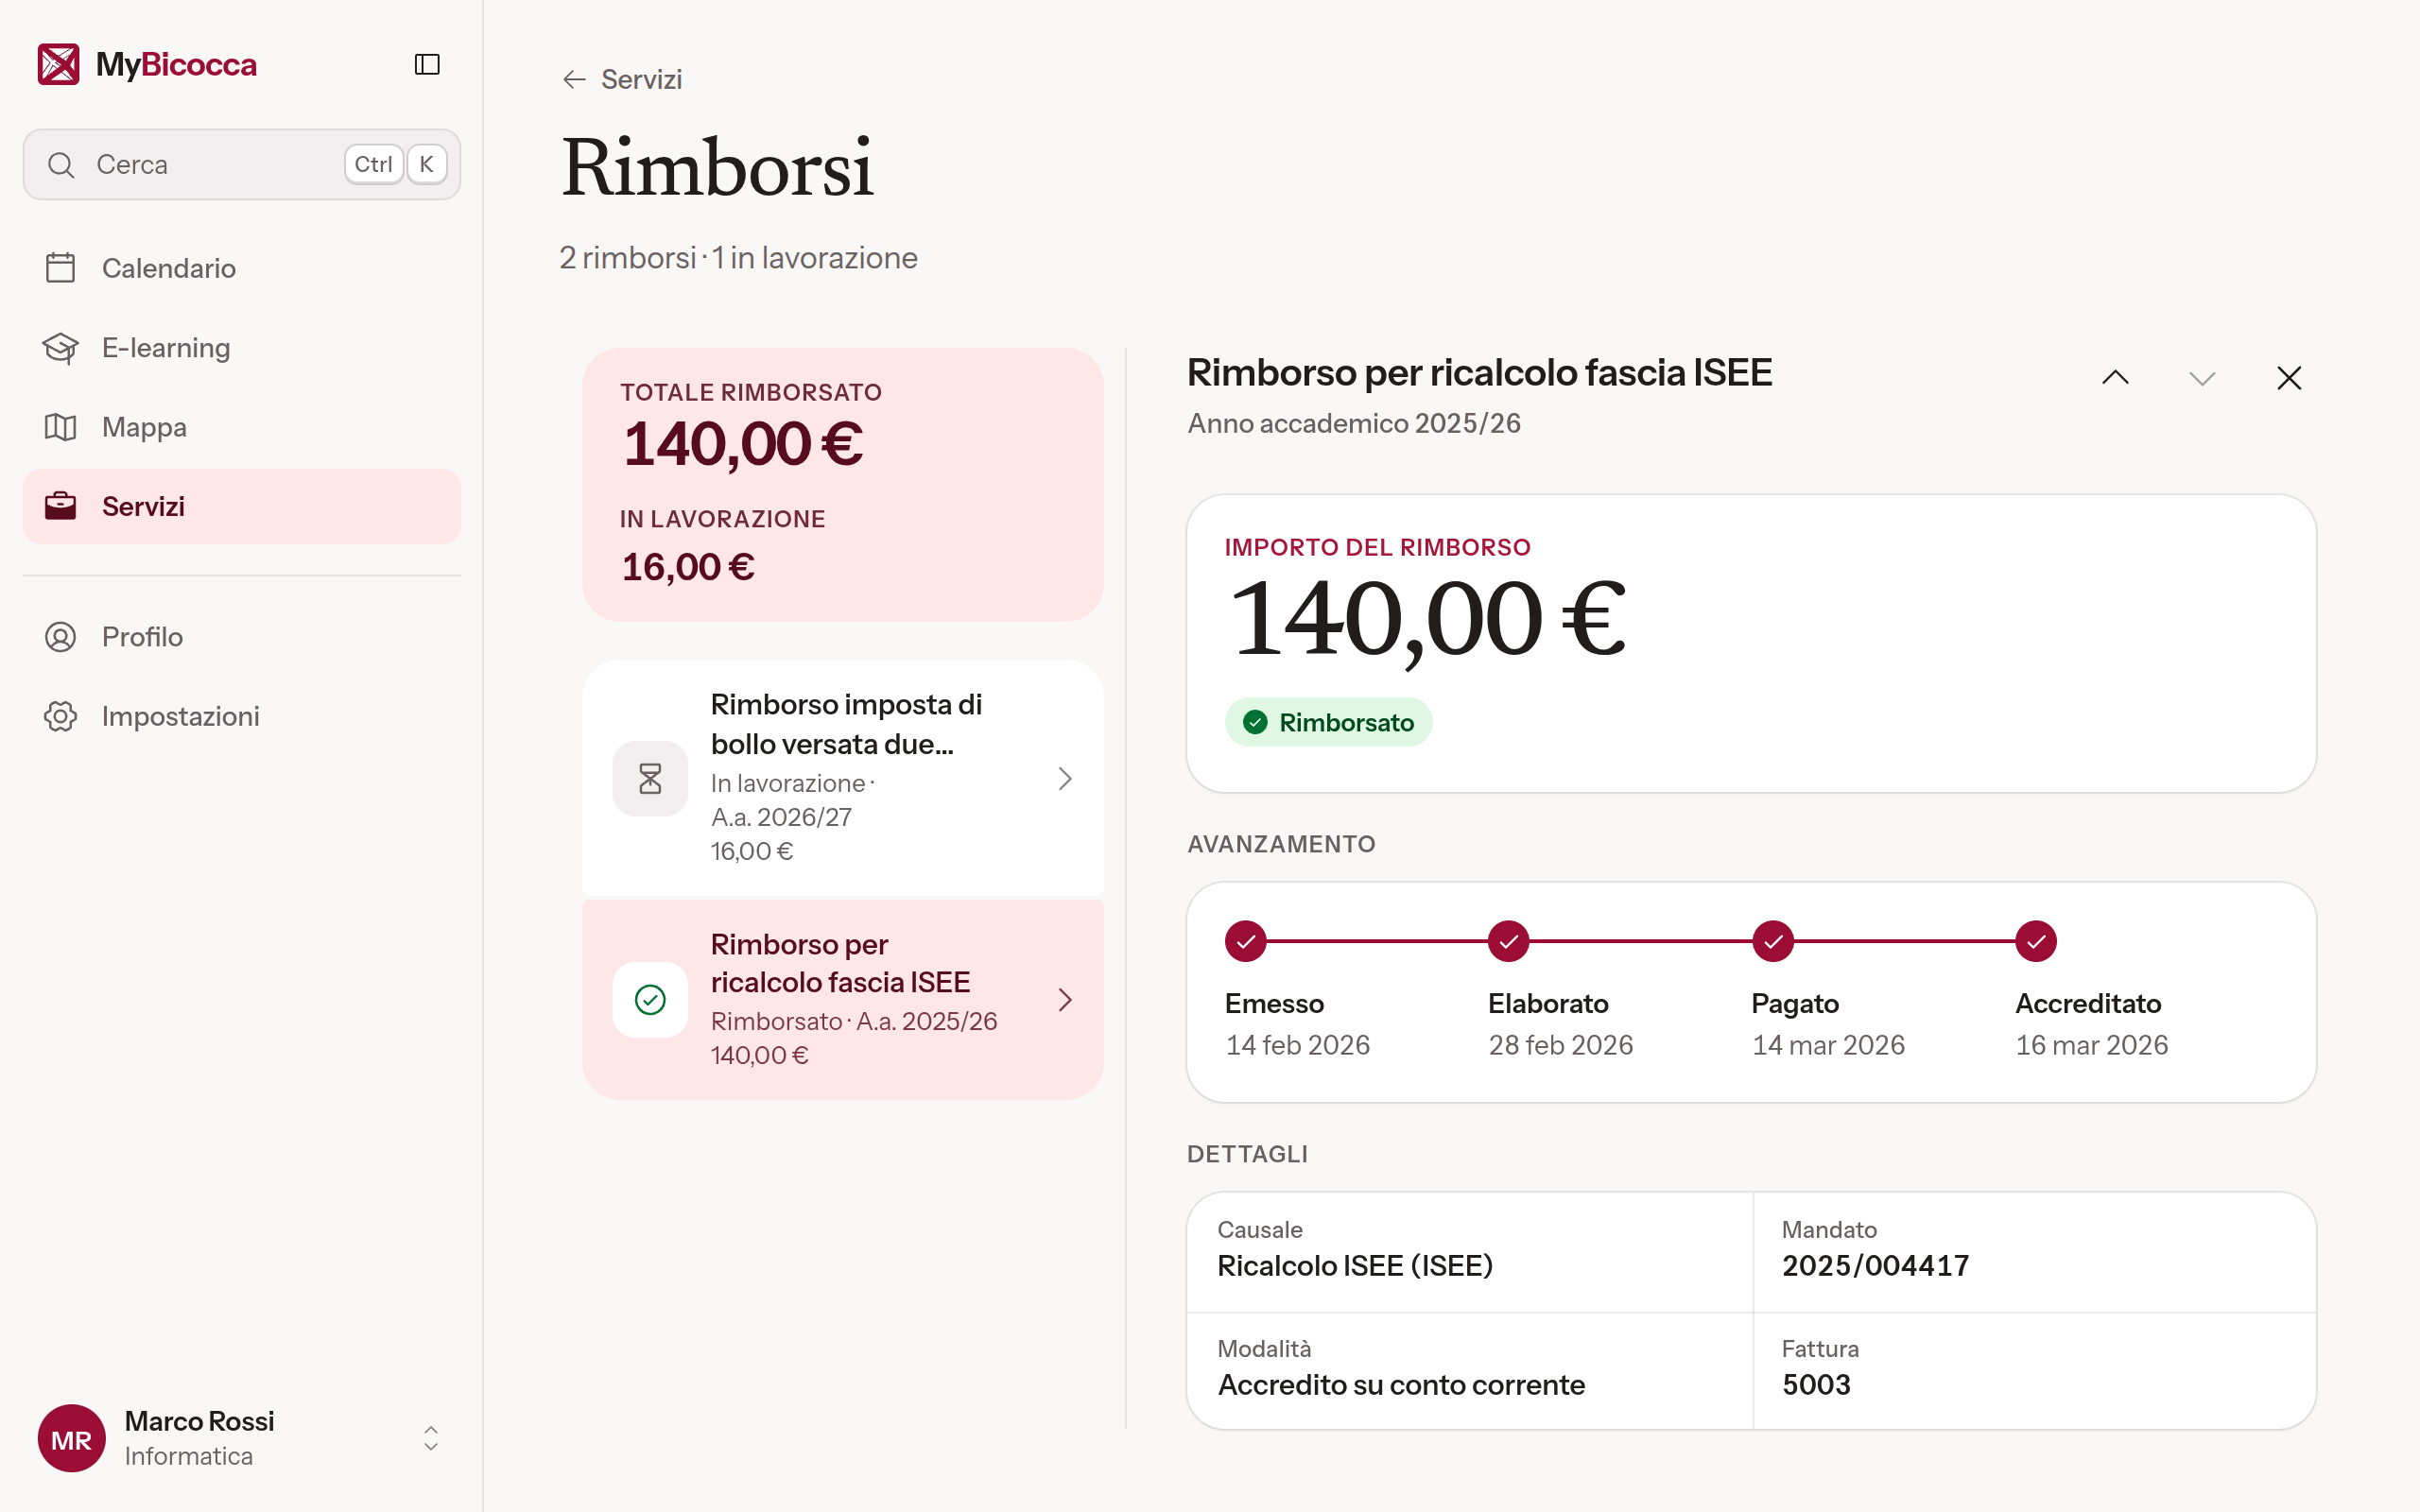 MyBicocca
Cerca
Ctrl K
Calendario
E-learning
Mappa
Servizi
Profilo
Impostazioni
MR
Marco Rossi
Informatica
Servizi
Rimborsi
2 rimborsi · 1 in lavorazione
TOTALE RIMBORSATO
140,00 €
IN LAVORAZIONE
16,00 €
Rimborso imposta di
bollo versata due...
In lavorazione ·
A.a. 2026/27
16,00 €
Rimborso per
ricalcolo fascia ISEE
Rimborsato · A.a. 2025/26
140,00 €
Rimborso per ricalcolo fascia ISEE
Anno accademico 2025/26
IMPORTO DEL RIMBORSO
140,00 €
Rimborsato
AVANZAMENTO
Emesso
14 feb 2026
Elaborato
28 feb 2026
Pagato
14 mar 2026
Accreditato
16 mar 2026
DETTAGLI
Causale
Ricalcolo ISEE (ISEE)
Mandato
2025/004417
Modalità
Accredito su conto corrente
Fattura
5003